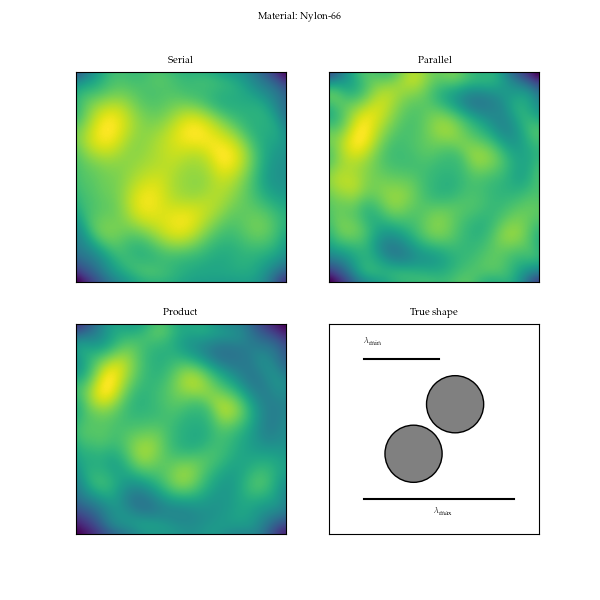 Material: Nylon-66
Serial
Parallel
Product
True shape
λmin
λmax